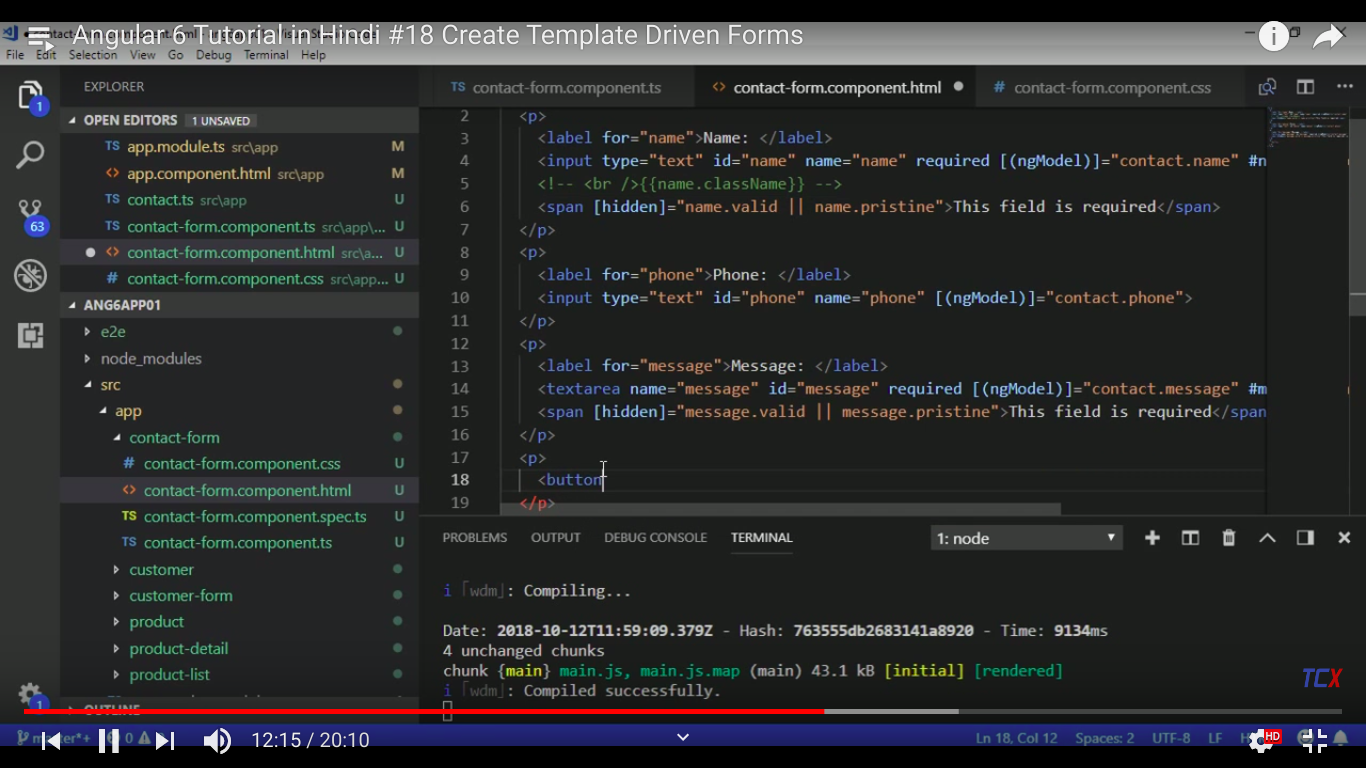 Angular 6 Tutorial in Hindi #18 Create Template Driven Forms
File Edit Selection View Go Debug Terminal Help
EXPLORER
OPEN EDITORS 1 UNSAVED
TS app.module.ts src\app M
<> app.component.html src\app M
TS contact.ts src\app U
TS contact-form.component.ts src\app\... U
<> contact-form.component.html src\a... U
# contact-form.component.css src\app... U
ANG6APP01
e2e
node_modules
src
app
contact-form
# contact-form.component.css U
<> contact-form.component.html U
TS contact-form.component.spec.ts U
TS contact-form.component.ts U
customer
customer-form
product
product-detail
product-list
OUTLINE
1
63
1
TS contact-form.component.ts <> contact-form.component.html # contact-form.component.css
2 <p>
3 <label for="name">Name: </label>
4 <input type="text" id="name" name="name" required [(ngModel)]="contact.name" #n
5 <!-- <br />{{name.className}} -->
6 <span [hidden]="name.valid || name.pristine">This field is required</span>
7 </p>
8 <p>
9 <label for="phone">Phone: </label>
10 <input type="text" id="phone" name="phone" [(ngModel)]="contact.phone">
11 </p>
12 <p>
13 <label for="message">Message: </label>
14 <textarea name="message" id="message" required [(ngModel)]="contact.message" #m
15 <span [hidden]="message.valid || message.pristine">This field is required</span
16 </p>
17 <p>
18 <button
19 </p>
PROBLEMS OUTPUT DEBUG CONSOLE TERMINAL 1: node
i ｢wdm｣: Compiling...
Date: 2018-10-12T11:59:09.379Z - Hash: 763555db2683141a8920 - Time: 9134ms
4 unchanged chunks
chunk {main} main.js, main.js.map (main) 43.1 kB [initial] [rendered]
i ｢wdm｣: Compiled successfully.
TCX
12:15 / 20:10
Ln 18, Col 12 Spaces: 2 UTF-8 LF
HD